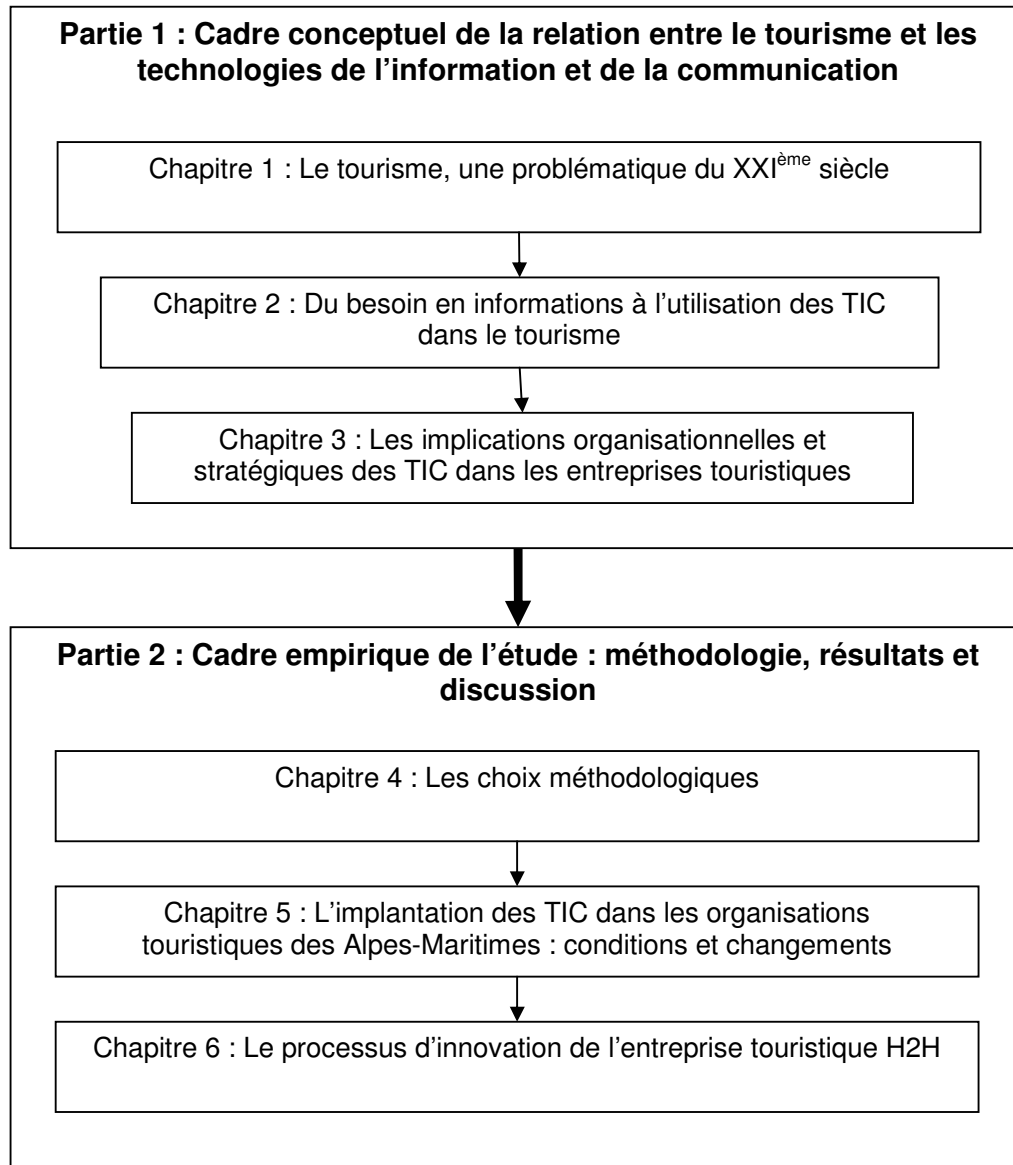 Partie 1 : Cadre conceptuel de la relation entre le tourisme et les
technologies de l’information et de la communication
Chapitre 1 : Le tourisme, une problématique du XXIème siècle
Chapitre 2 : Du besoin en informations à l’utilisation des TIC
dans le tourisme
Chapitre 3 : Les implications organisationnelles et
stratégiques des TIC dans les entreprises touristiques
Partie 2 : Cadre empirique de l’étude : méthodologie, résultats et
discussion
Chapitre 4 : Les choix méthodologiques
Chapitre 5 : L’implantation des TIC dans les organisations
touristiques des Alpes-Maritimes : conditions et changements
Chapitre 6 : Le processus d’innovation de l’entreprise touristique H2H